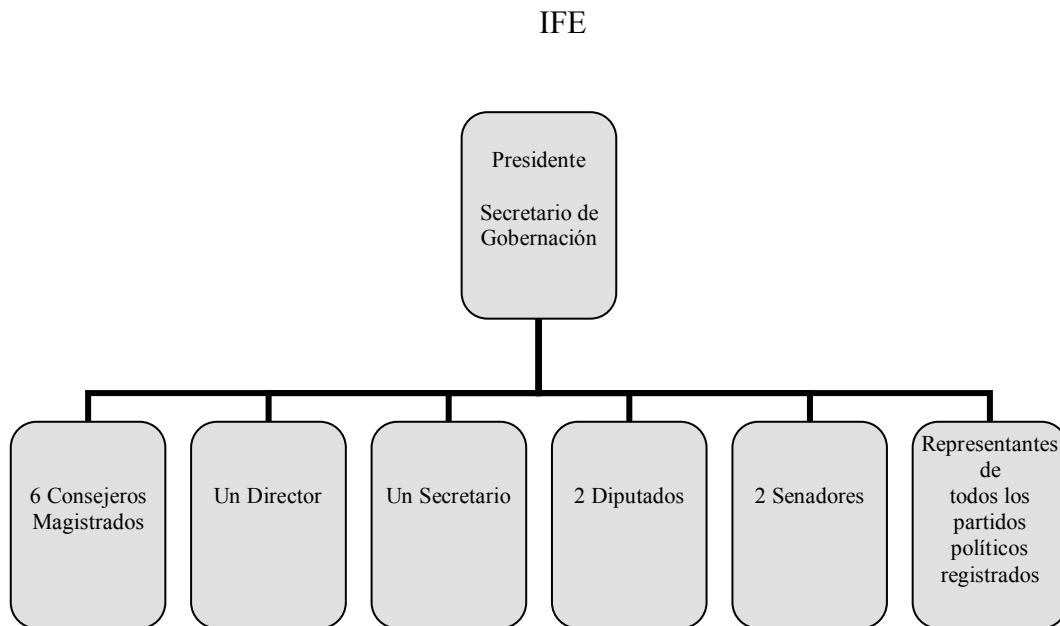 IFE
Presidente
Secretario de
Gobernación
6 Consejeros
Magistrados
Un Director
Un Secretario
2 Diputados
2 Senadores
Representantes
de
todos los
partidos
políticos
registrados